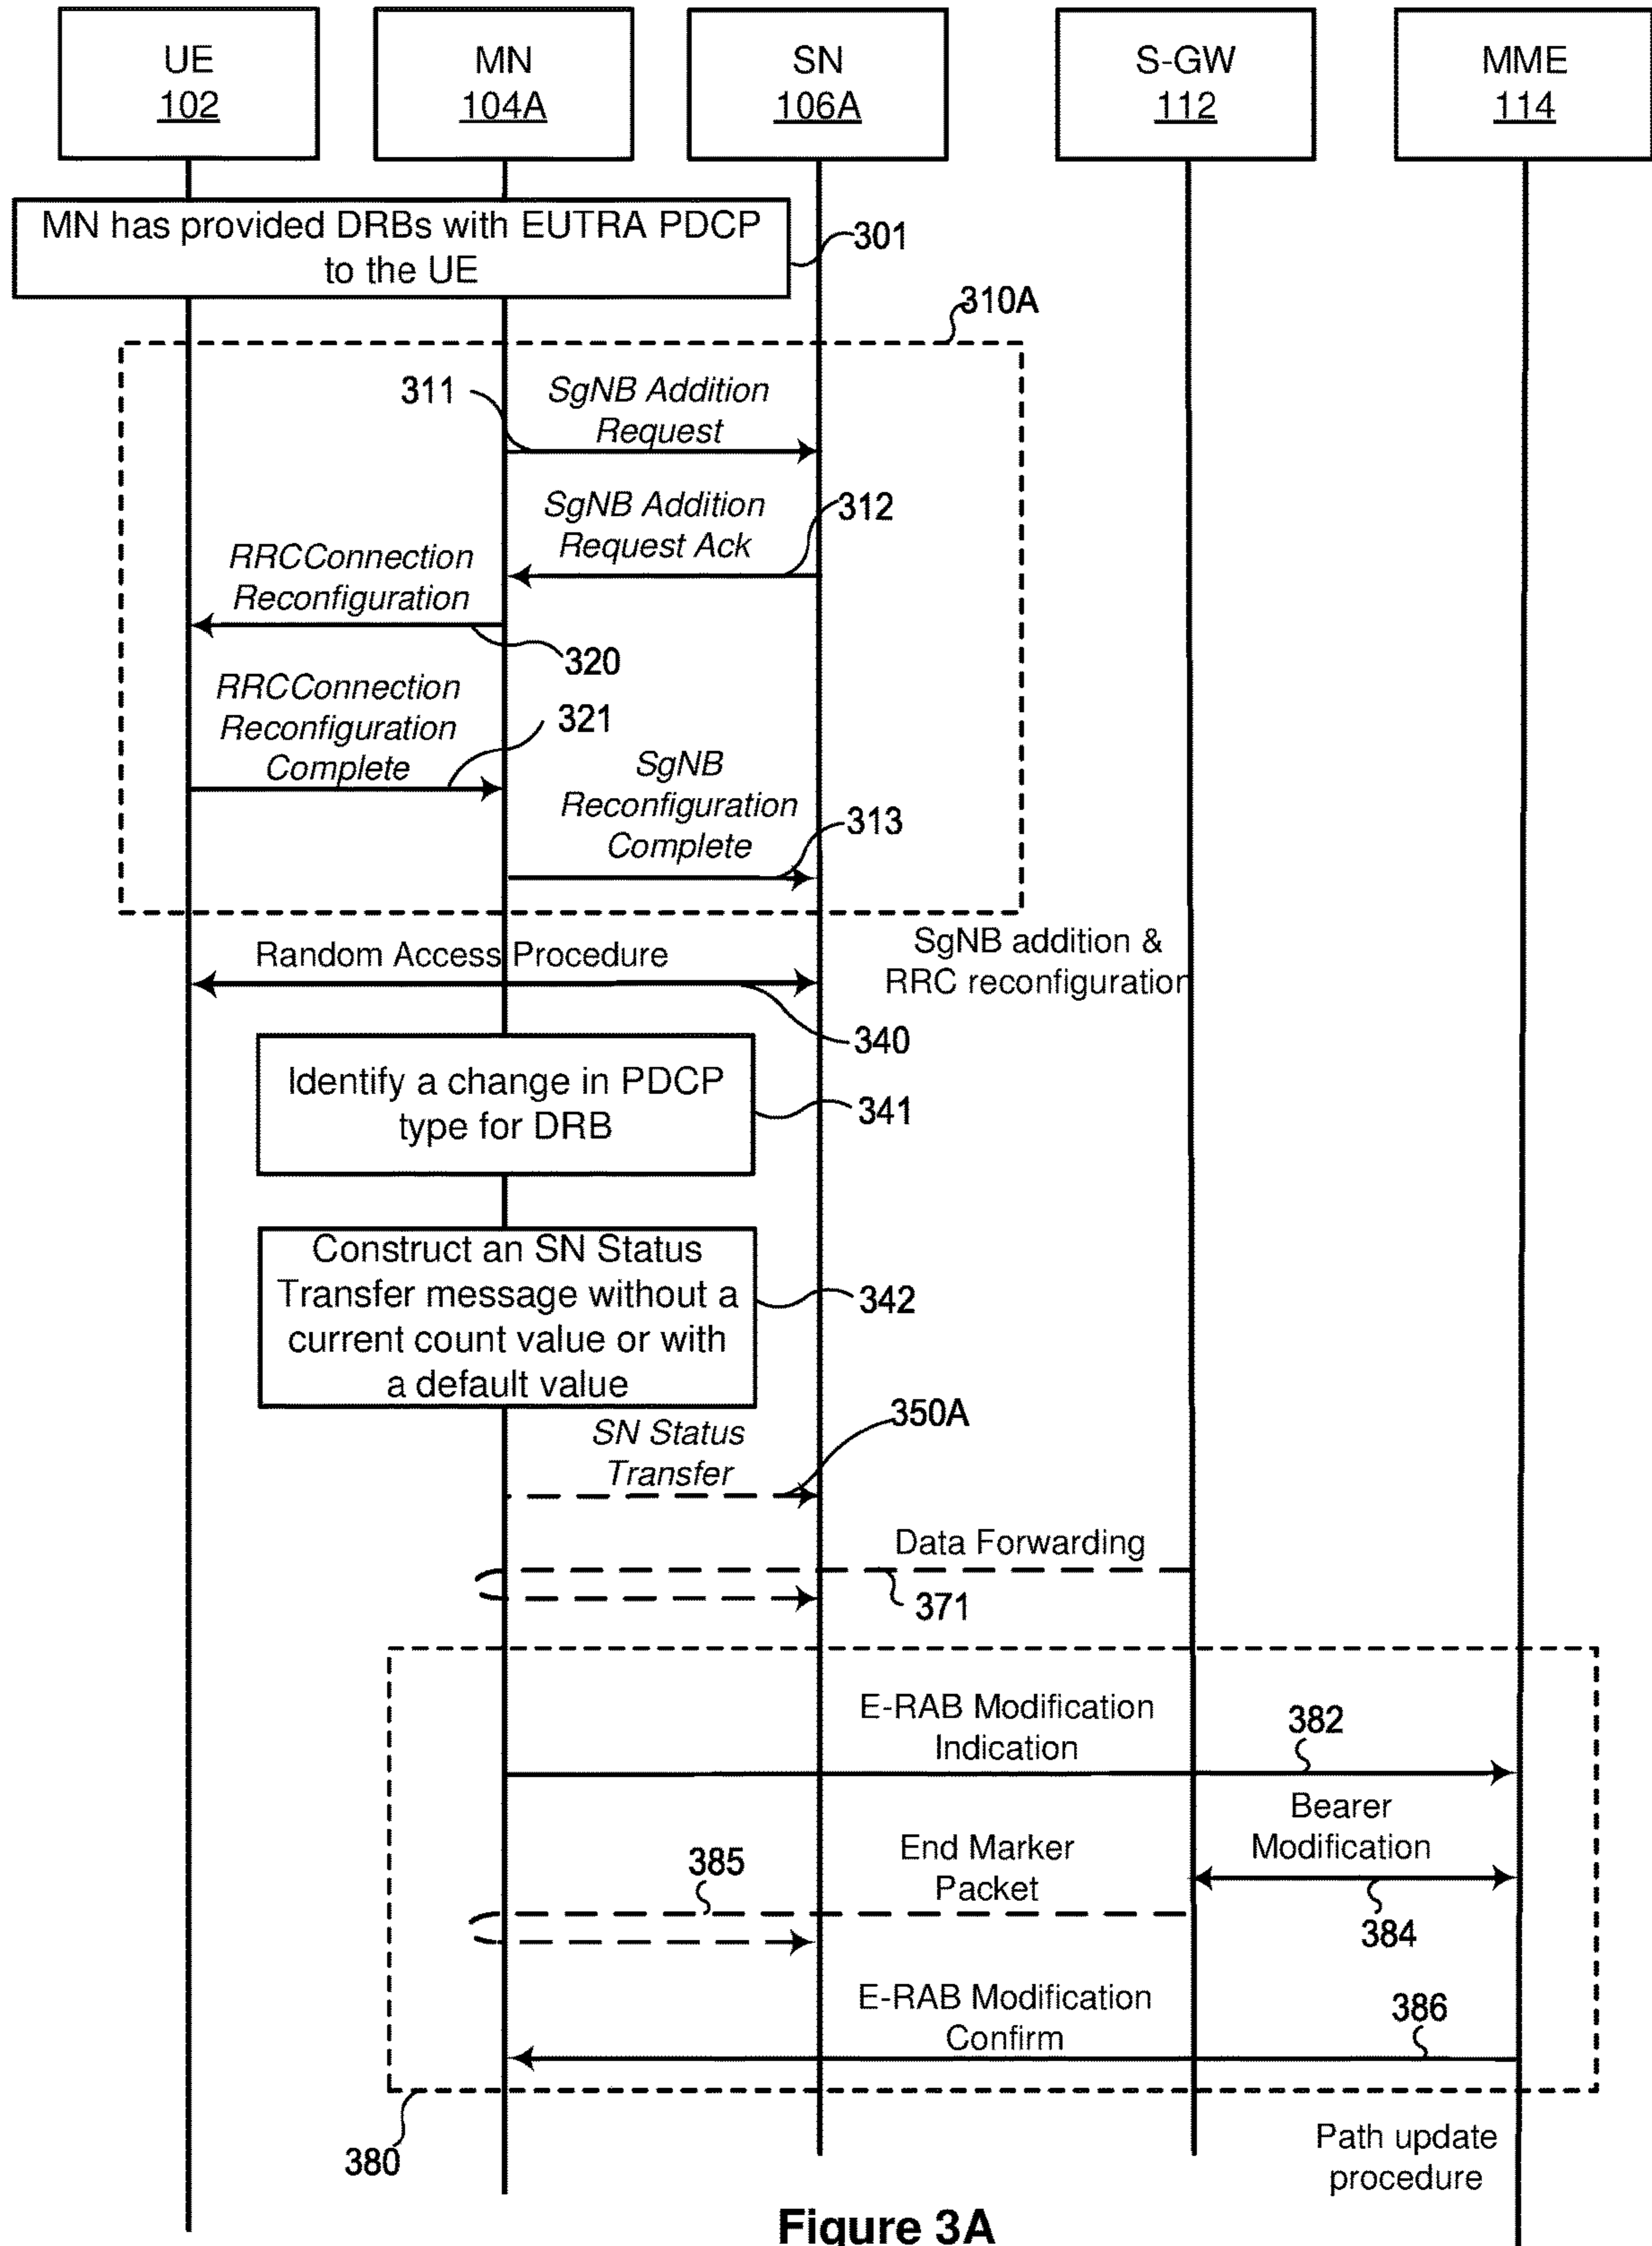 UE
102
MN
104A
SN
106A
S-GW
112
MME
114
MN has provided DRBs with EUTRA PDCP
to the UE
301
310A
311
SgNB Addition
Request
SgNB Addition
Request Ack
312
RRCConnection
Reconfiguration
320
RRCConnection
Reconfiguration
Complete
321
SgNB
Reconfiguration
Complete
313
SgNB addition &
RRC reconfiguration
Random Access Procedure
340
Identify a change in PDCP
type for DRB
341
Construct an SN Status
Transfer message without a
current count value or with
a default value
342
SN Status
Transfer
350A
Data Forwarding
371
E-RAB Modification
Indication
382
Bearer
Modification
384
End Marker
Packet
385
E-RAB Modification
Confirm
386
380
Path update
procedure
Figure 3A